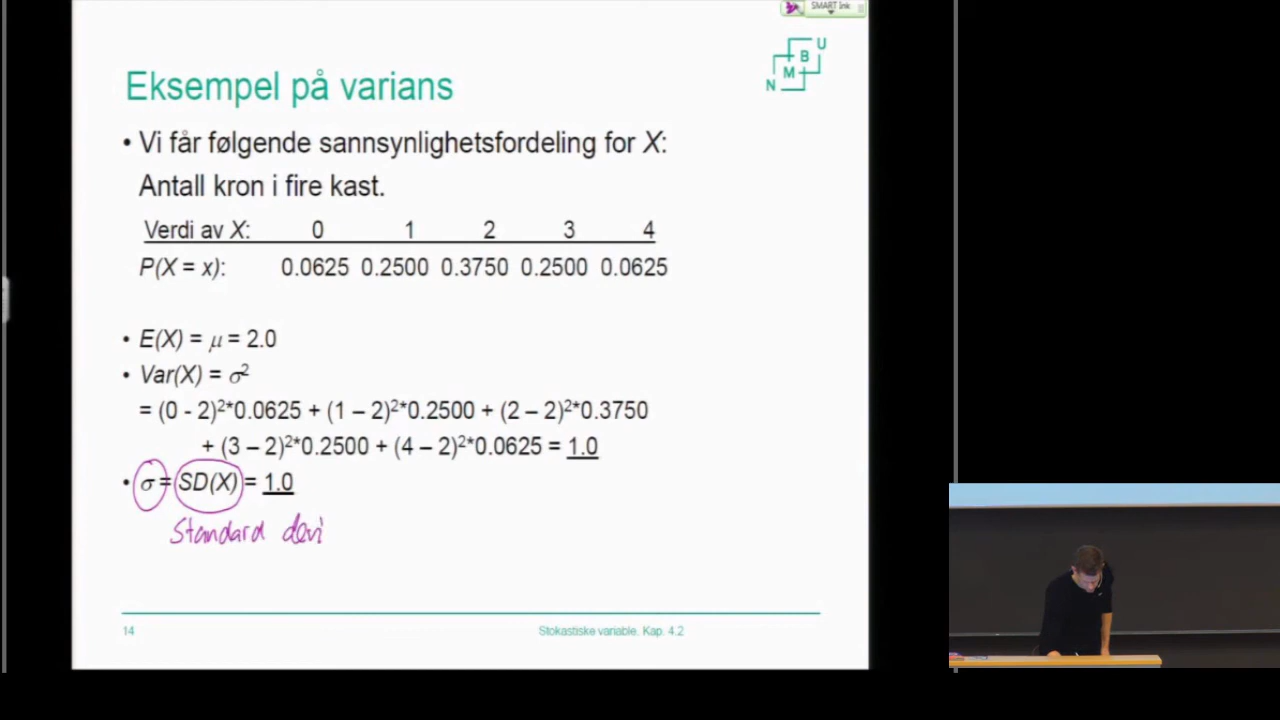 SMART Ink
N M B U
Eksempel på varians
• Vi får følgende sannsynlighetsfordeling for X:
Antall kron i fire kast.
Verdi av X: 0 1 2 3 4
P(X = x): 0.0625 0.2500 0.3750 0.2500 0.0625
• E(X) = μ = 2.0
• Var(X) = σ²
= (0 - 2)²*0.0625 + (1 – 2)²*0.2500 + (2 – 2)²*0.3750
+ (3 – 2)²*0.2500 + (4 – 2)²*0.0625 = 1.0
• σ = SD(X) = 1.0
Standard devi
14 Stokastiske variable. Kap. 4.2